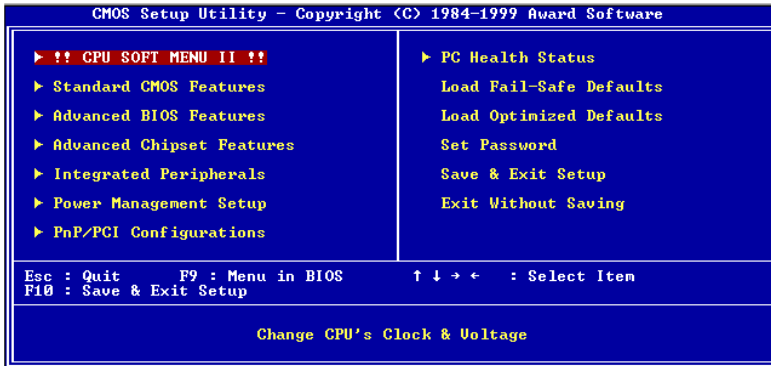 CMOS Setup Utility - Copyright (C) 1984-1999 Award Software
!! CPU SOFT MENU II !!
Standard CMOS Features
Advanced BIOS Features
Advanced Chipset Features
Integrated Peripherals
Power Management Setup
PnP/PCI Configurations
PC Health Status
Load Fail-Safe Defaults
Load Optimized Defaults
Set Password
Save & Exit Setup
Exit Without Saving
Esc : Quit F9 : Menu in BIOS ↑ ↓ → ← : Select Item
F10 : Save & Exit Setup
Change CPU's Clock & Voltage